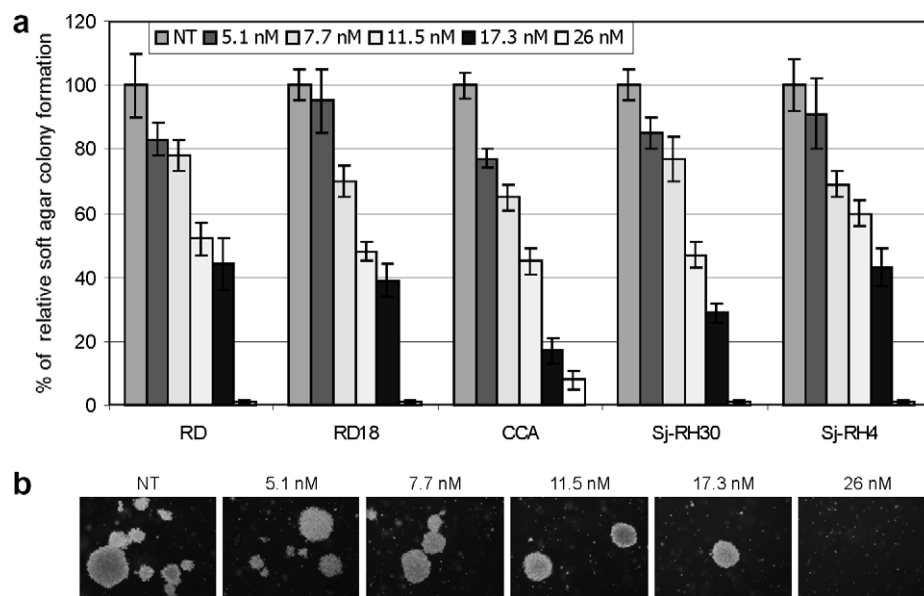 a
120
NT 5.1 nM 7.7 nM 11.5 nM 17.3 nM 26 nM
100
80
60
40
20
0
% of relative soft agar colony formation
RD RD18 CCA Sj-RH30 Sj-RH4
b
NT 5.1 nM 7.7 nM 11.5 nM 17.3 nM 26 nM